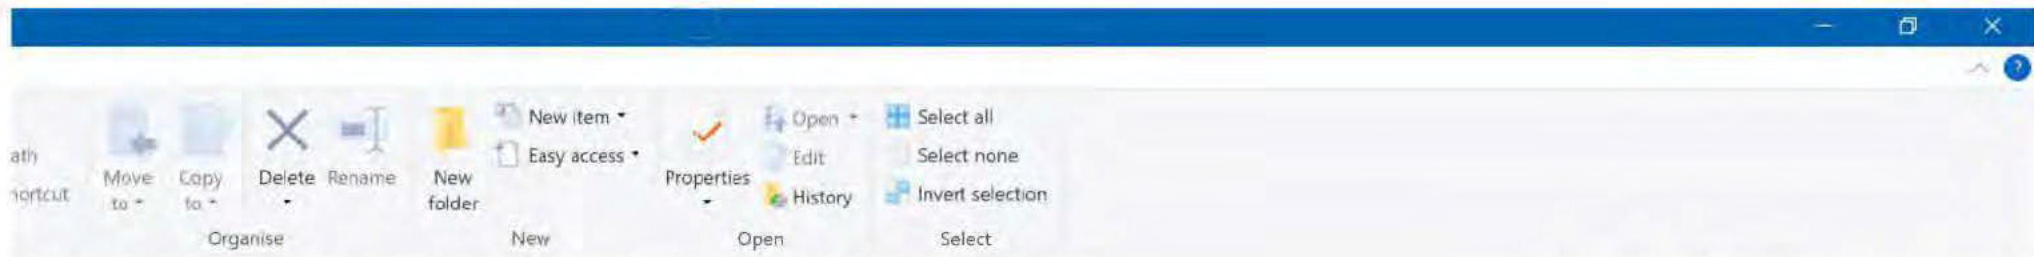 ath
hortcut
Move to
Copy to
Delete
Rename
New folder
New item
Easy access
Properties
Open
Edit
History
Select all
Select none
Invert selection
Organise
New
Open
Select
?